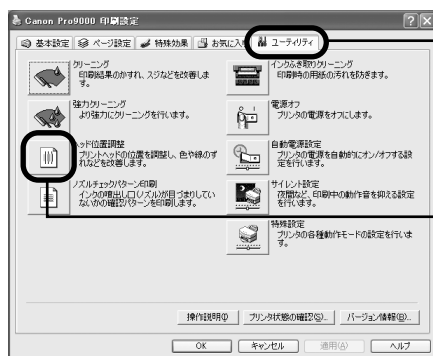 Canon Pro9000 印刷設定
基本設定 ページ設定 特殊効果 お気に入り ユーティリティ
クリーニング
印刷結果のかすれ、スジなどを改善しま
す。
インクふき取りクリーニング
印刷時の用紙の汚れを防ぎます。
強力クリーニング
より強力にクリーニングを行います。
電源オフ
プリンタの電源をオフにします。
ヘッド位置調整
プリントヘッドの位置を調整し、色や線のず
れなどを改善します。
自動電源設定
プリンタの電源を自動的にオン/オフする設
定を行います。
ノズルチェックパターン印刷
インクの噴出し口(ノズル)が目づまりしてい
ないかの確認パターンを印刷します。
サイレント設定
夜間など、印刷中の動作音を抑える設定
を行います。
特殊設定
プリンタの各種動作モードの設定を行いま
す。
操作説明(I) プリンタ状態の確認(S)... バージョン情報(B)...
OK キャンセル 適用(A) ヘルプ